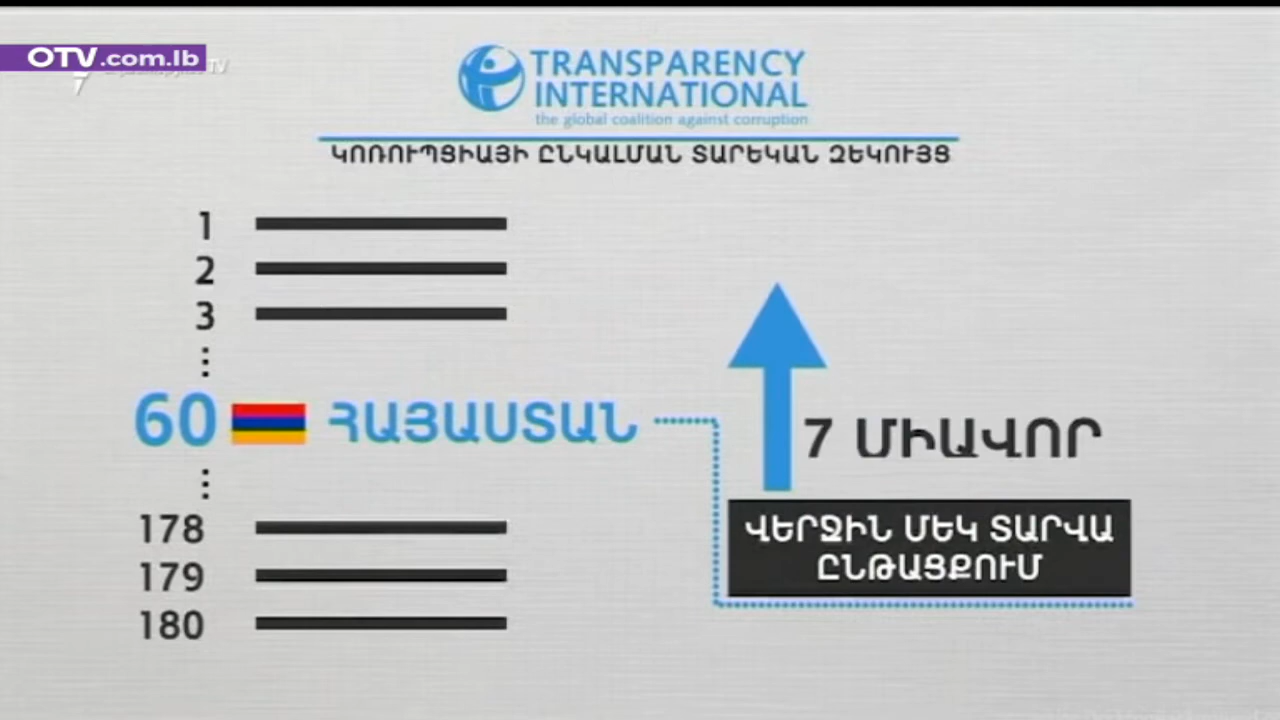 OTV.com.lb
TV
TRANSPARENCY
INTERNATIONAL
the global coalition against corruption
ԿՈՌՈՒՊՑԻԱՅԻ ԸՆԿԱԼՄԱՆ ՏԱՐԵԿԱՆ ԶԵԿՈՒՅՑ
1
2
3
60 ՀԱՅԱՍՏԱՆ
7 ՄԻԱՎՈՐ
ՎԵՐՋԻՆ ՄԵԿ ՏԱՐՎԱ
ԸՆԹԱՑՔՈՒՄ
178
179
180